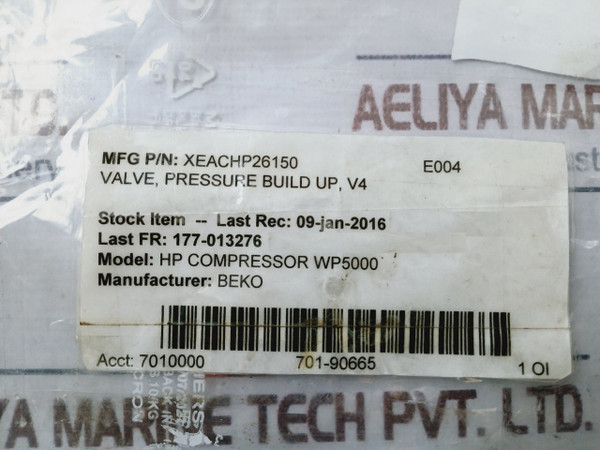 AELIYA MAR
TS.
MFG P/N: XEACHP26150 E004
VALVE, PRESSURE BUILD UP, V4
Stock Item -- Last Rec: 09-jan-2016
Last FR: 177-013276
Model: HP COMPRESSOR WP5000
Manufacturer: BEKO
Acct: 7010000 701-90665 1 OI
YA MARINE TECH PVT. LTD.